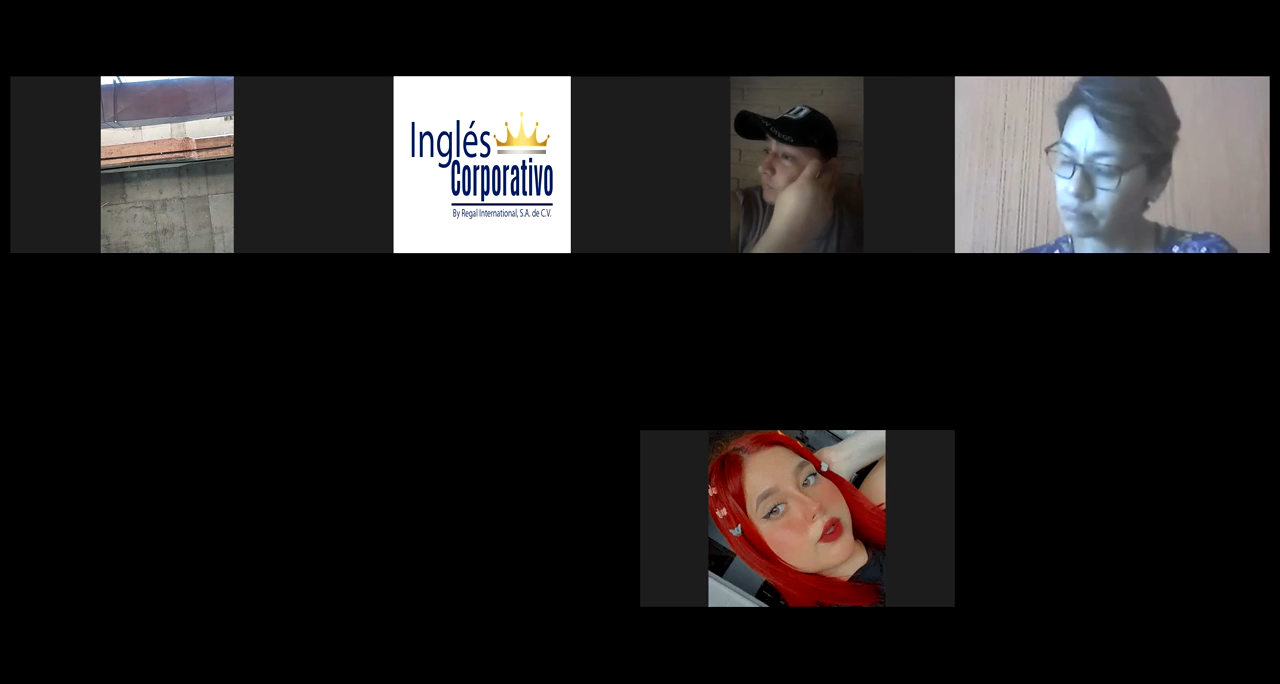 Inglés
Corporativo
By Regal International, S.A. de C.V.